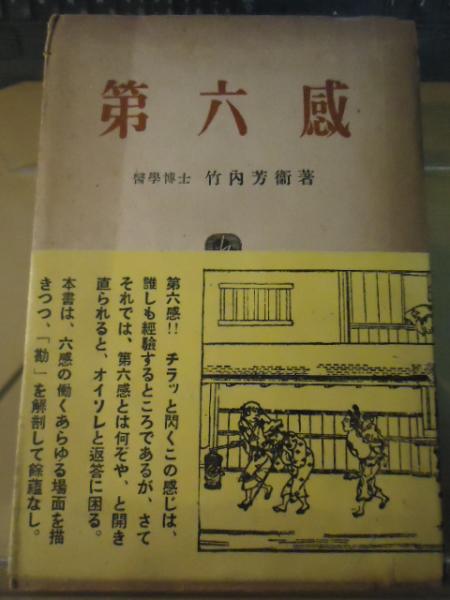 第六感
醫學博士 竹內芳衞著
第六感!! チラッと閃くこの感じは、
誰しも經驗するところであるが、さて
それでは、第六感とは何ぞや、と開き
直られると、オイソレと返答に困る。
本書は、六感の働くあらゆる場面を描
きつつ、「勘」を解剖して餘蘊なし。